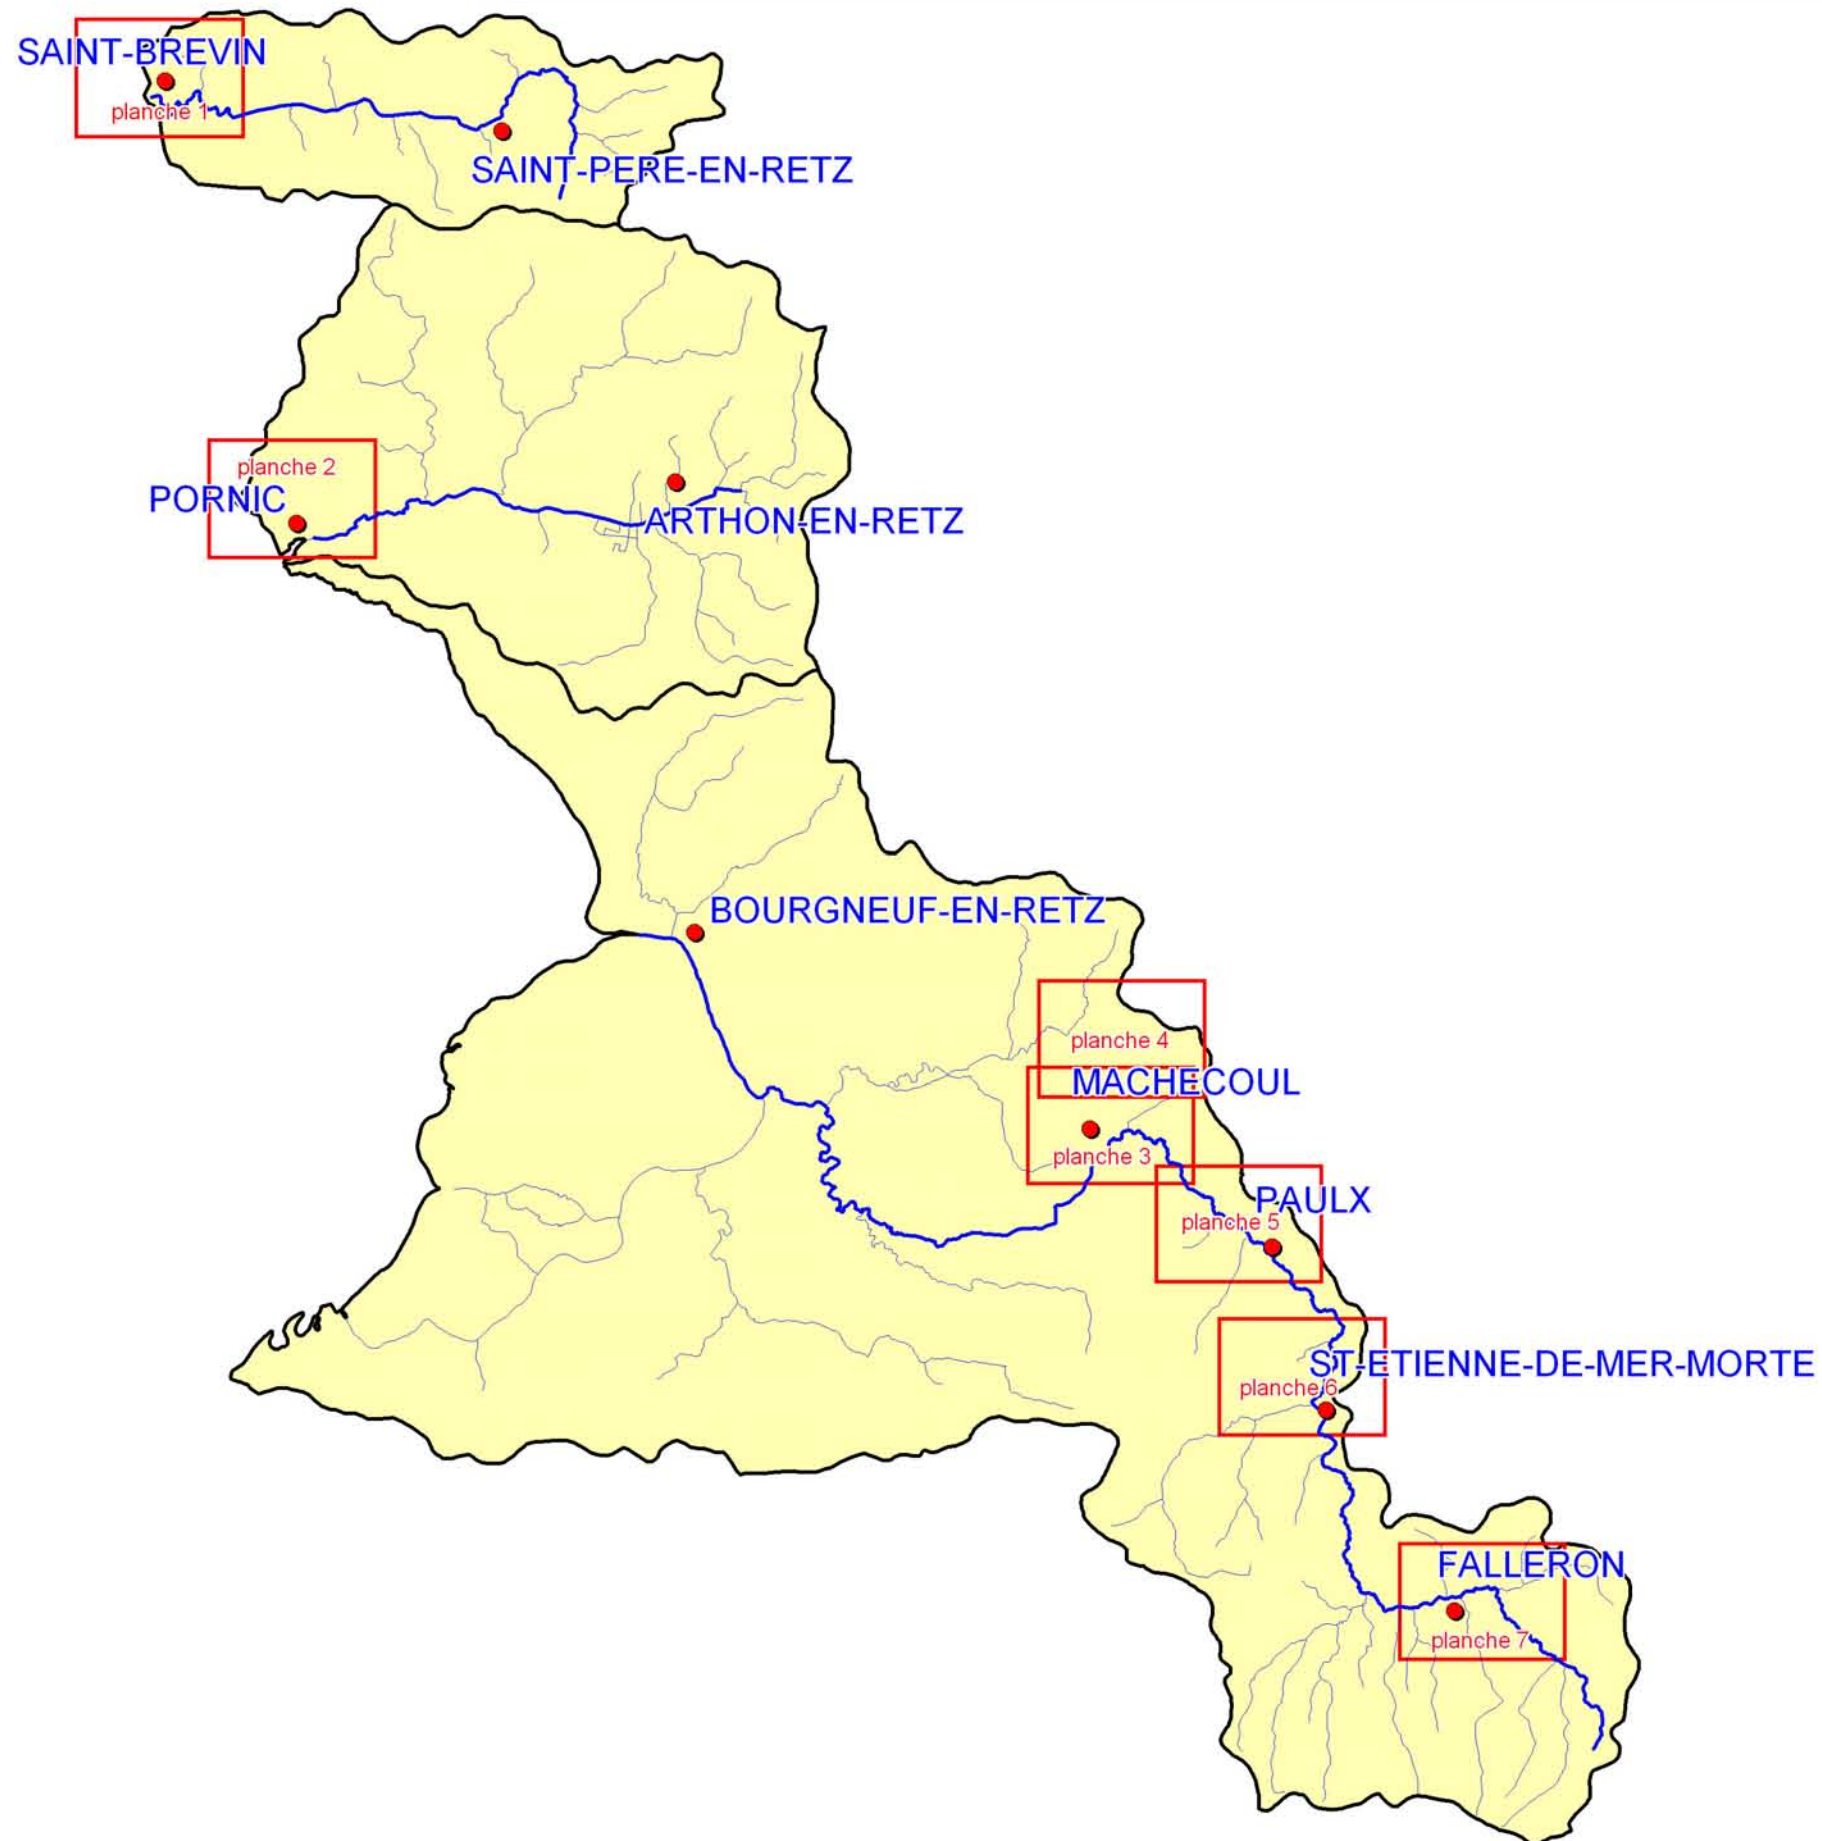 SAINT-BREVIN
planche 1
SAINT-PERE-EN-RETZ
planche 2
PORNIC
ARTHON-EN-RETZ
BOURGNEUF-EN-RETZ
planche 4
MACHECOUL
planche 3
PAULX
planche 5
ST-ETIENNE-DE-MER-MORTE
planche 6
FALLERON
planche 7